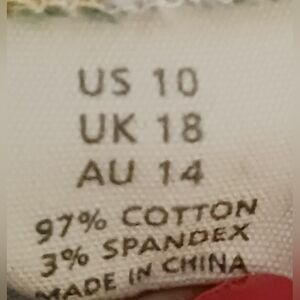 US 10
UK 18
AU 14
97% COTTON
3% SPANDEX
MADE IN CHINA